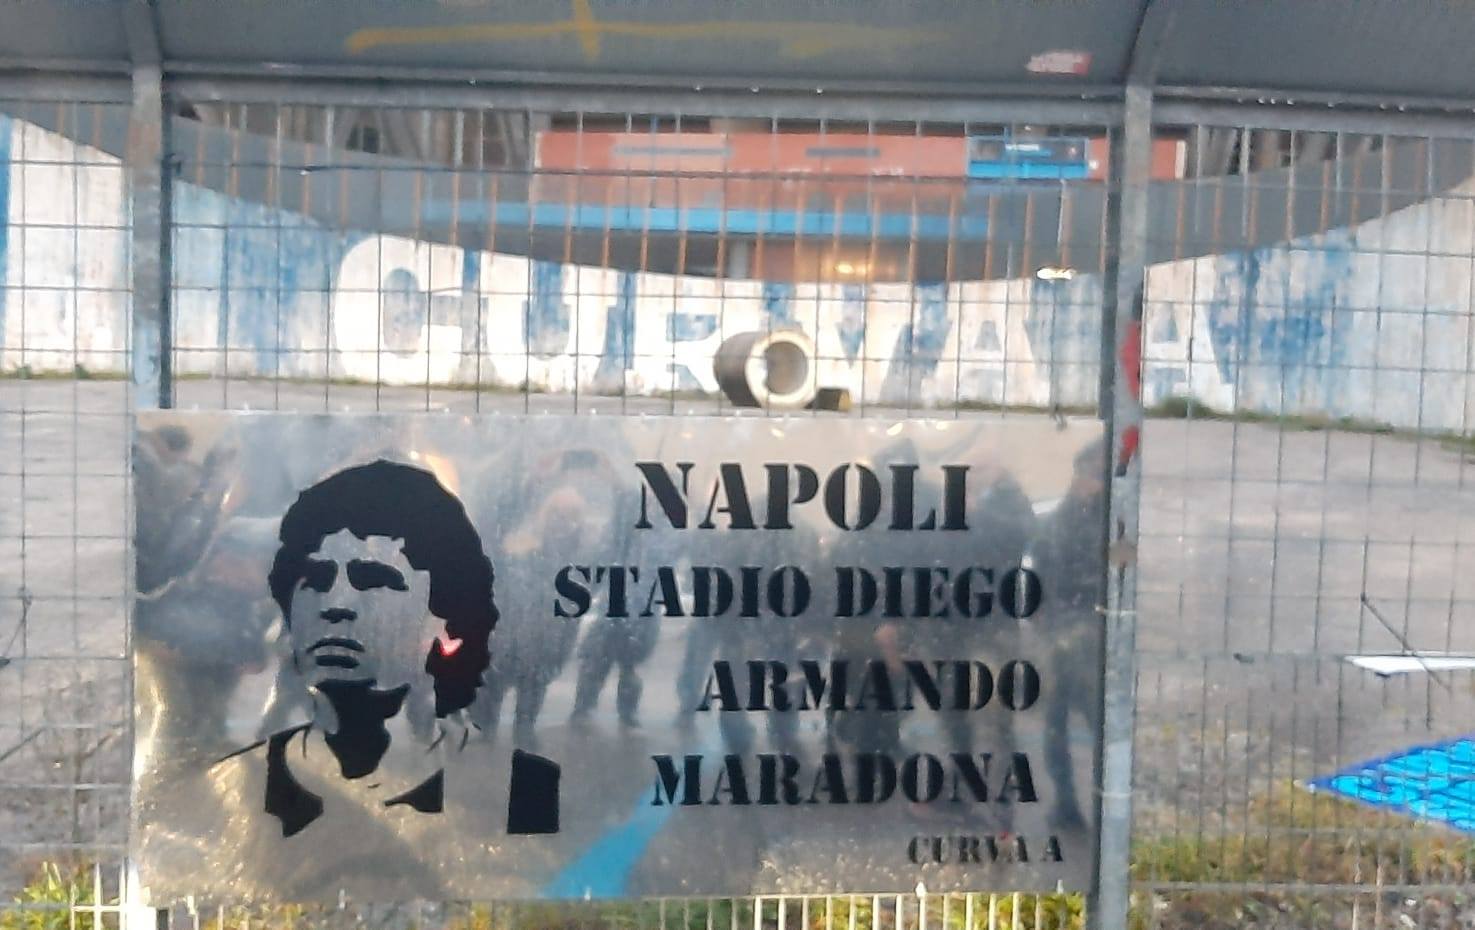 CURVA A
NAPOLI
STADIO DIEGO
ARMANDO
MARADONA
CURVA A